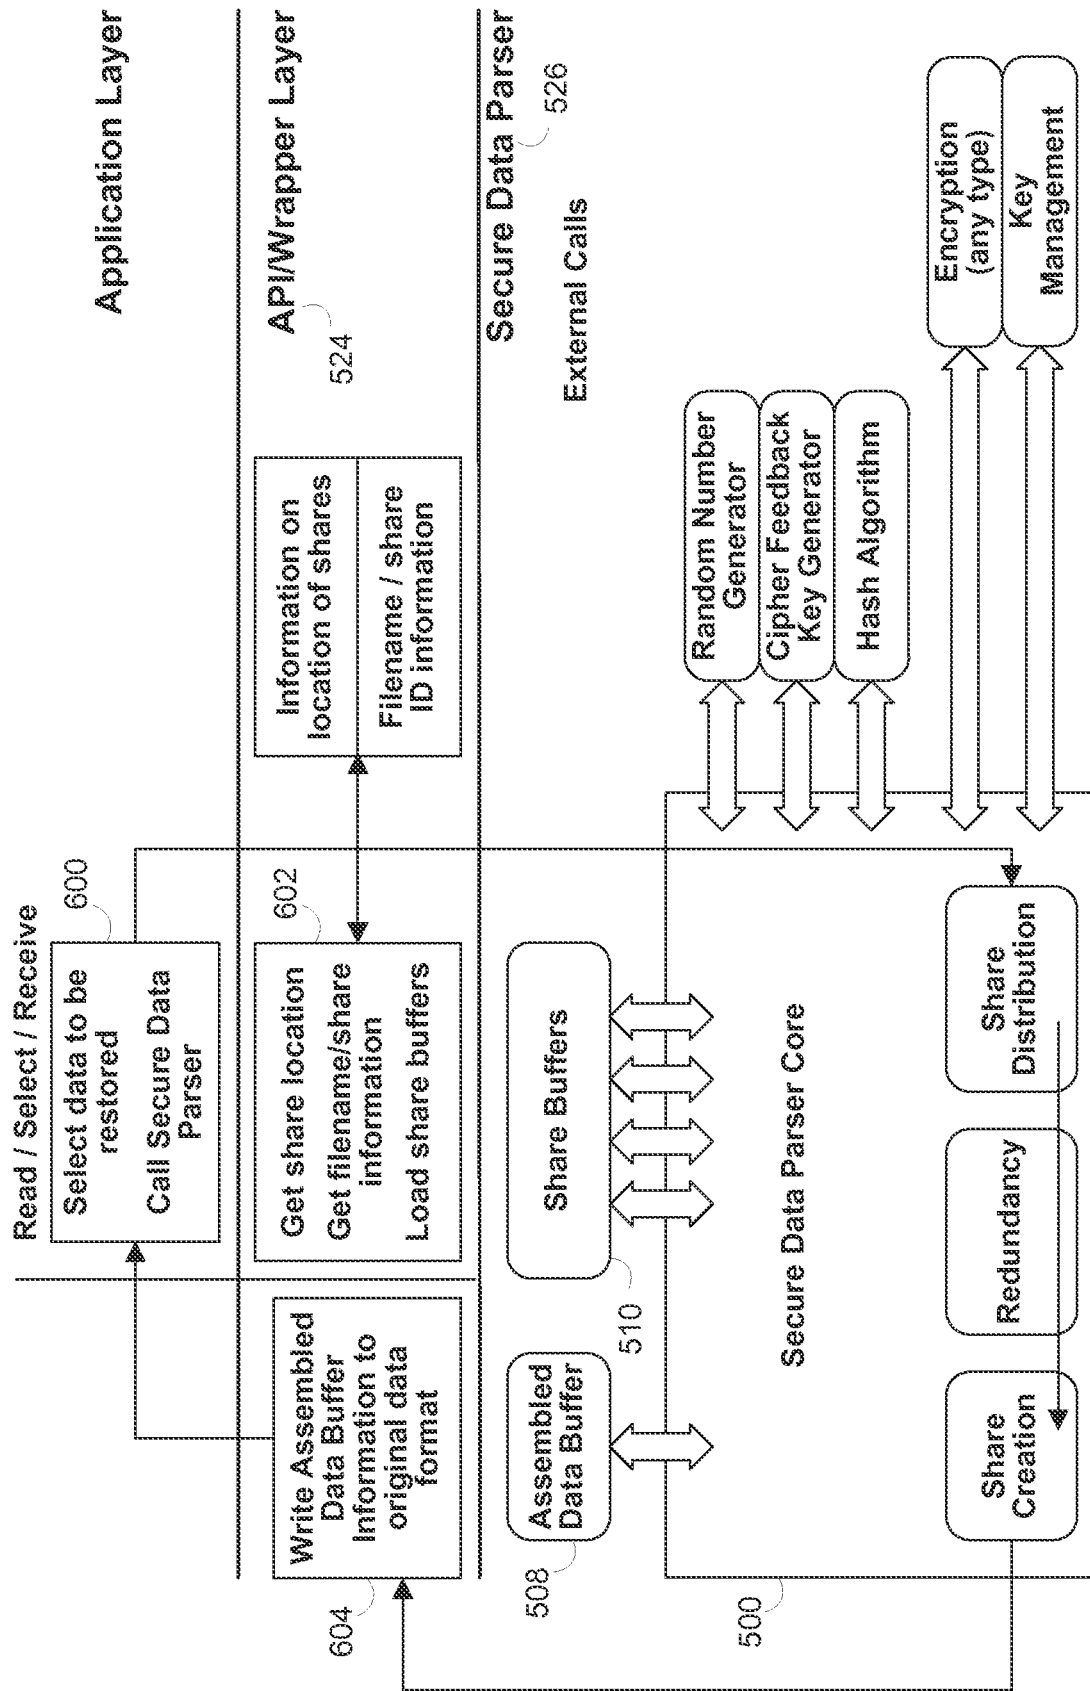 Application Layer
Read / Select / Receive
600
Select data to be
restored
Call Secure Data
Parser
API/Wrapper Layer
524
Write Assembled
Data Buffer
Information to
original data
format
604
602
Get share location
Get filename/share
information
Load share buffers
Information on
location of shares
Filename / share
ID information
Secure Data Parser
526
External Calls
Assembled
Data Buffer
508
Share Buffers
510
500
Secure Data Parser Core
Random Number
Generator
Cipher Feedback
Key Generator
Hash Algorithm
Encryption
(any type)
Key
Management
Share
Creation
Redundancy
Share
Distribution